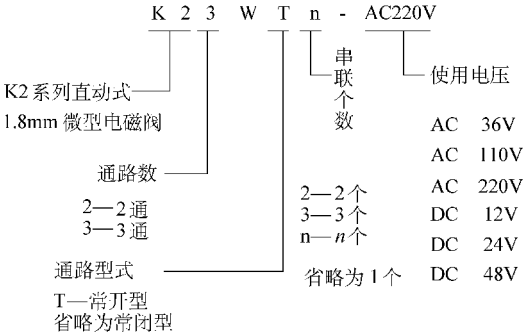 K 2 3 W T n - AC220V
K2系列直动式
1.8mm 微型电磁阀
通路数
2—2通
3—3通
通路型式
T—常开型
省略为常闭型
串联个数
2—2个
3—3个
n—n个
省略为1个
使用电压
AC 36V
AC 110V
AC 220V
DC 12V
DC 24V
DC 48V